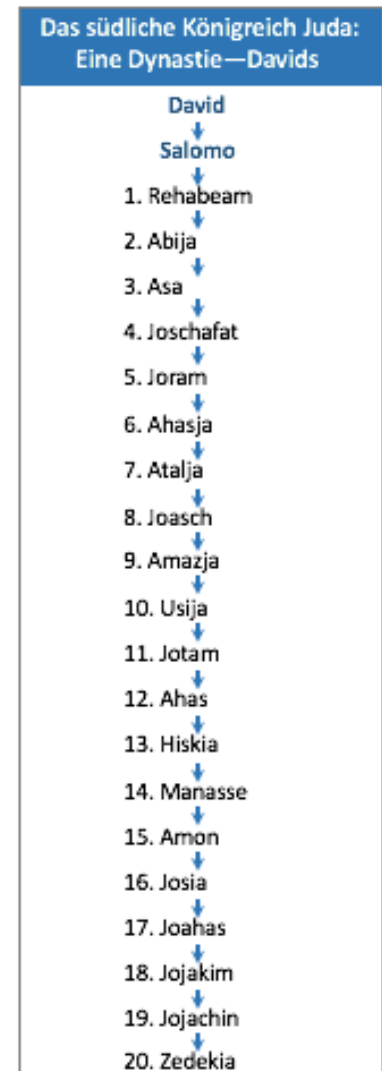 Das südliche Königreich Juda:
Eine Dynastie—Davids
David
Salomo
1. Rehabeam
2. Abija
3. Asa
4. Joschafat
5. Joram
6. Ahasja
7. Atalja
8. Joasch
9. Amazja
10. Usija
11. Jotam
12. Ahas
13. Hiskia
14. Manasse
15. Amon
16. Josia
17. Joahas
18. Jojakim
19. Jojachin
20. Zedekia